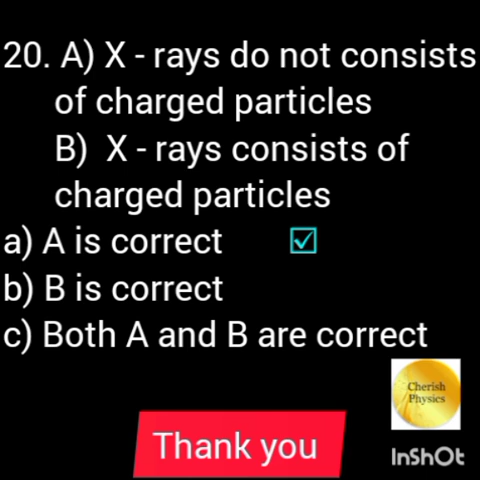 20. A) X - rays do not consists
of charged particles
B) X - rays consists of
charged particles
a) A is correct ☑
b) B is correct
c) Both A and B are correct
Cherish
Physics
Thank you
InShOt